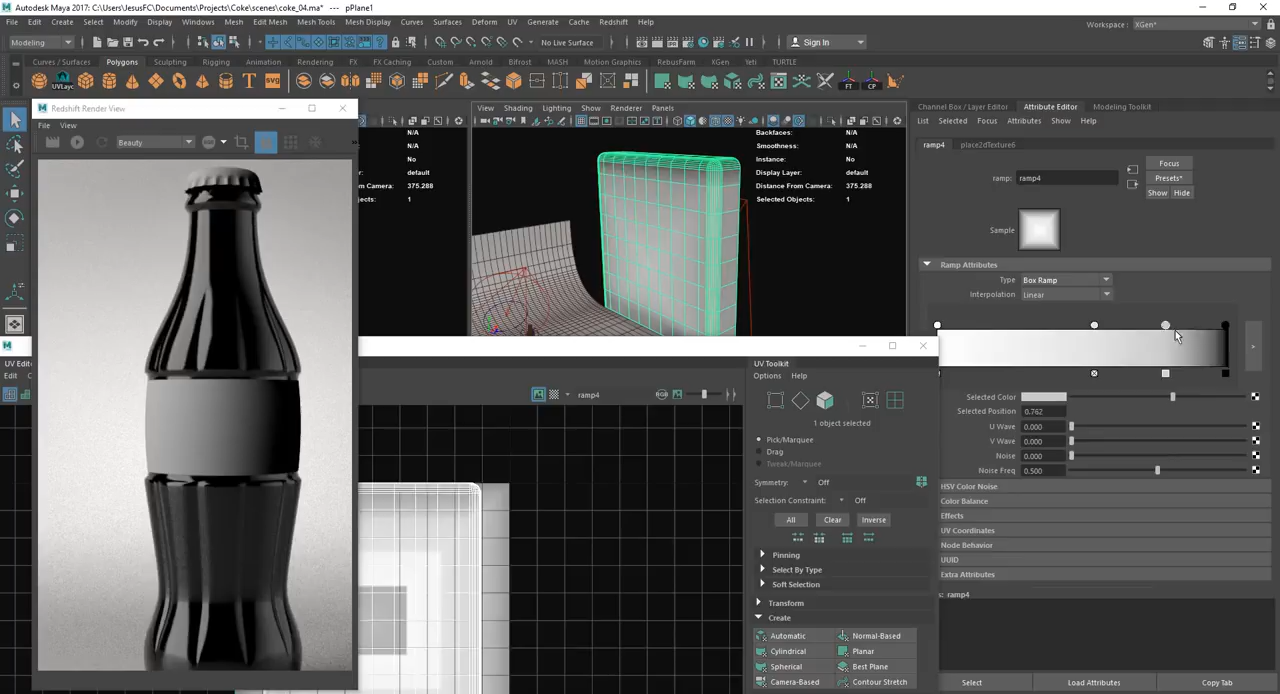 Autodesk Maya 2017: C:\Users\JesusFC\Documents\Projects\Coke\scenes\coke_04.ma* --- pPlane1
File Edit Create Select Modify Display Windows Mesh Edit Mesh Mesh Tools Mesh Display Curves Surfaces Deform UV Generate Cache Redshift Help
Workspace : XGen*
Modeling
No Live Surface
Sign In
Curves / Surfaces Polygons Sculpting Rigging Animation Rendering FX FX Caching Custom Arnold Bifrost MASH Motion Graphics RebusFarm XGen Yeti TURTLE
UVLayc
T
SVG
FT
CP
Redshift Render View
File View
Beauty
N/A
N/A
No
default
375.288
1
View Shading Lighting Show Renderer Panels
Backfaces: N/A
Smoothness: N/A
Instance: No
Display Layer: default
Distance From Camera: 375.288
Selected Objects: 1
Channel Box / Layer Editor Attribute Editor Modeling Toolkit
List Selected Focus Attributes Show Help
ramp4 place2dTexture6
Focus
ramp: ramp4
Presets*
Show Hide
Sample
Ramp Attributes
Type Box Ramp
Interpolation Linear
>
Selected Color
Selected Position 0.762
U Wave 0.000
V Wave 0.000
Noise 0.000
Noise Freq 0.500
HSV Color Noise
Color Balance
Effects
UV Coordinates
Node Behavior
UUID
Extra Attributes
s: ramp4
Select Load Attributes Copy Tab
UV Edi
Edit
ramp4
UV Toolkit
Options Help
1 object selected
Pick/Marquee
Drag
Tweak/Marquee
Symmetry: Off
Selection Constraint: Off
All Clear Inverse
Pinning
Select By Type
Soft Selection
Transform
Create
Automatic Normal-Based
Cylindrical Planar
Spherical Best Plane
Camera-Based Contour Stretch